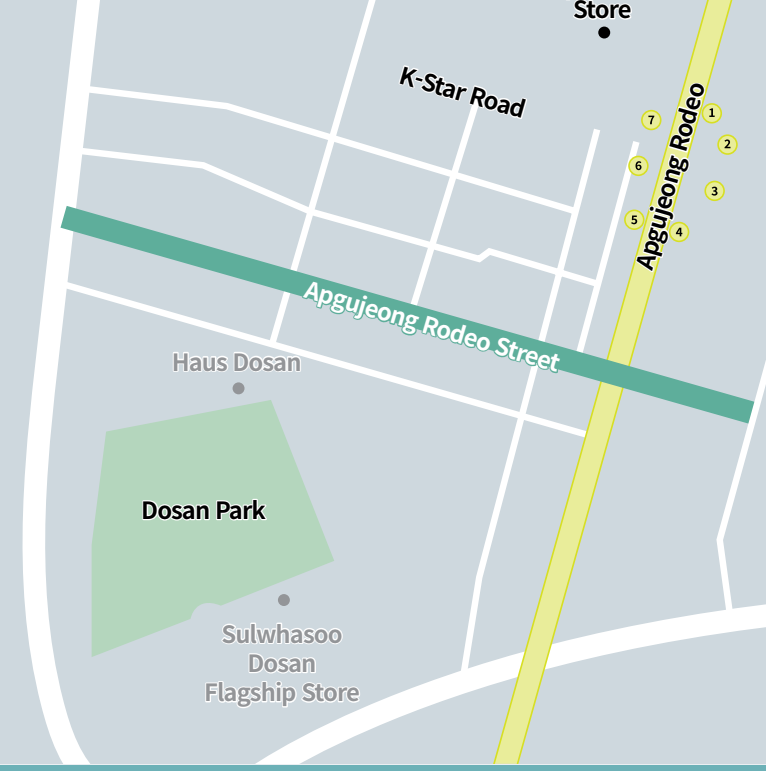 Store
K-Star Road
Apgujeong Rodeo
1
2
3
4
5
6
7
Apgujeong Rodeo Street
Haus Dosan
Dosan Park
Sulwhasoo
Dosan
Flagship Store